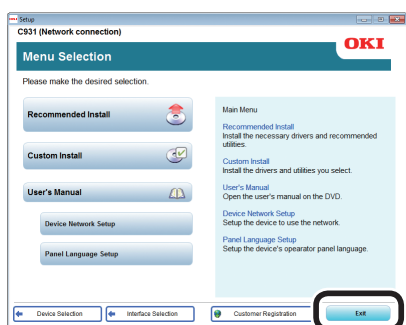 OKI Setup
C931 (Network connection)
OKI
Menu Selection
Please make the desired selection.
Recommended Install
Custom Install
User's Manual
Device Network Setup
Panel Language Setup
Main Menu
Recommended Install
Install the necessary drivers and recommended
utilities.
Custom Install
Install the drivers and utilities you select.
User's Manual
Open the user's manual on the DVD.
Device Network Setup
Setup the device to use the network.
Panel Language Setup
Setup the device's opearator panel language.
Device Selection
Interface Selection
Customer Registration
Exit